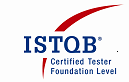 ISTQB®
Certified Tester
Foundation Level